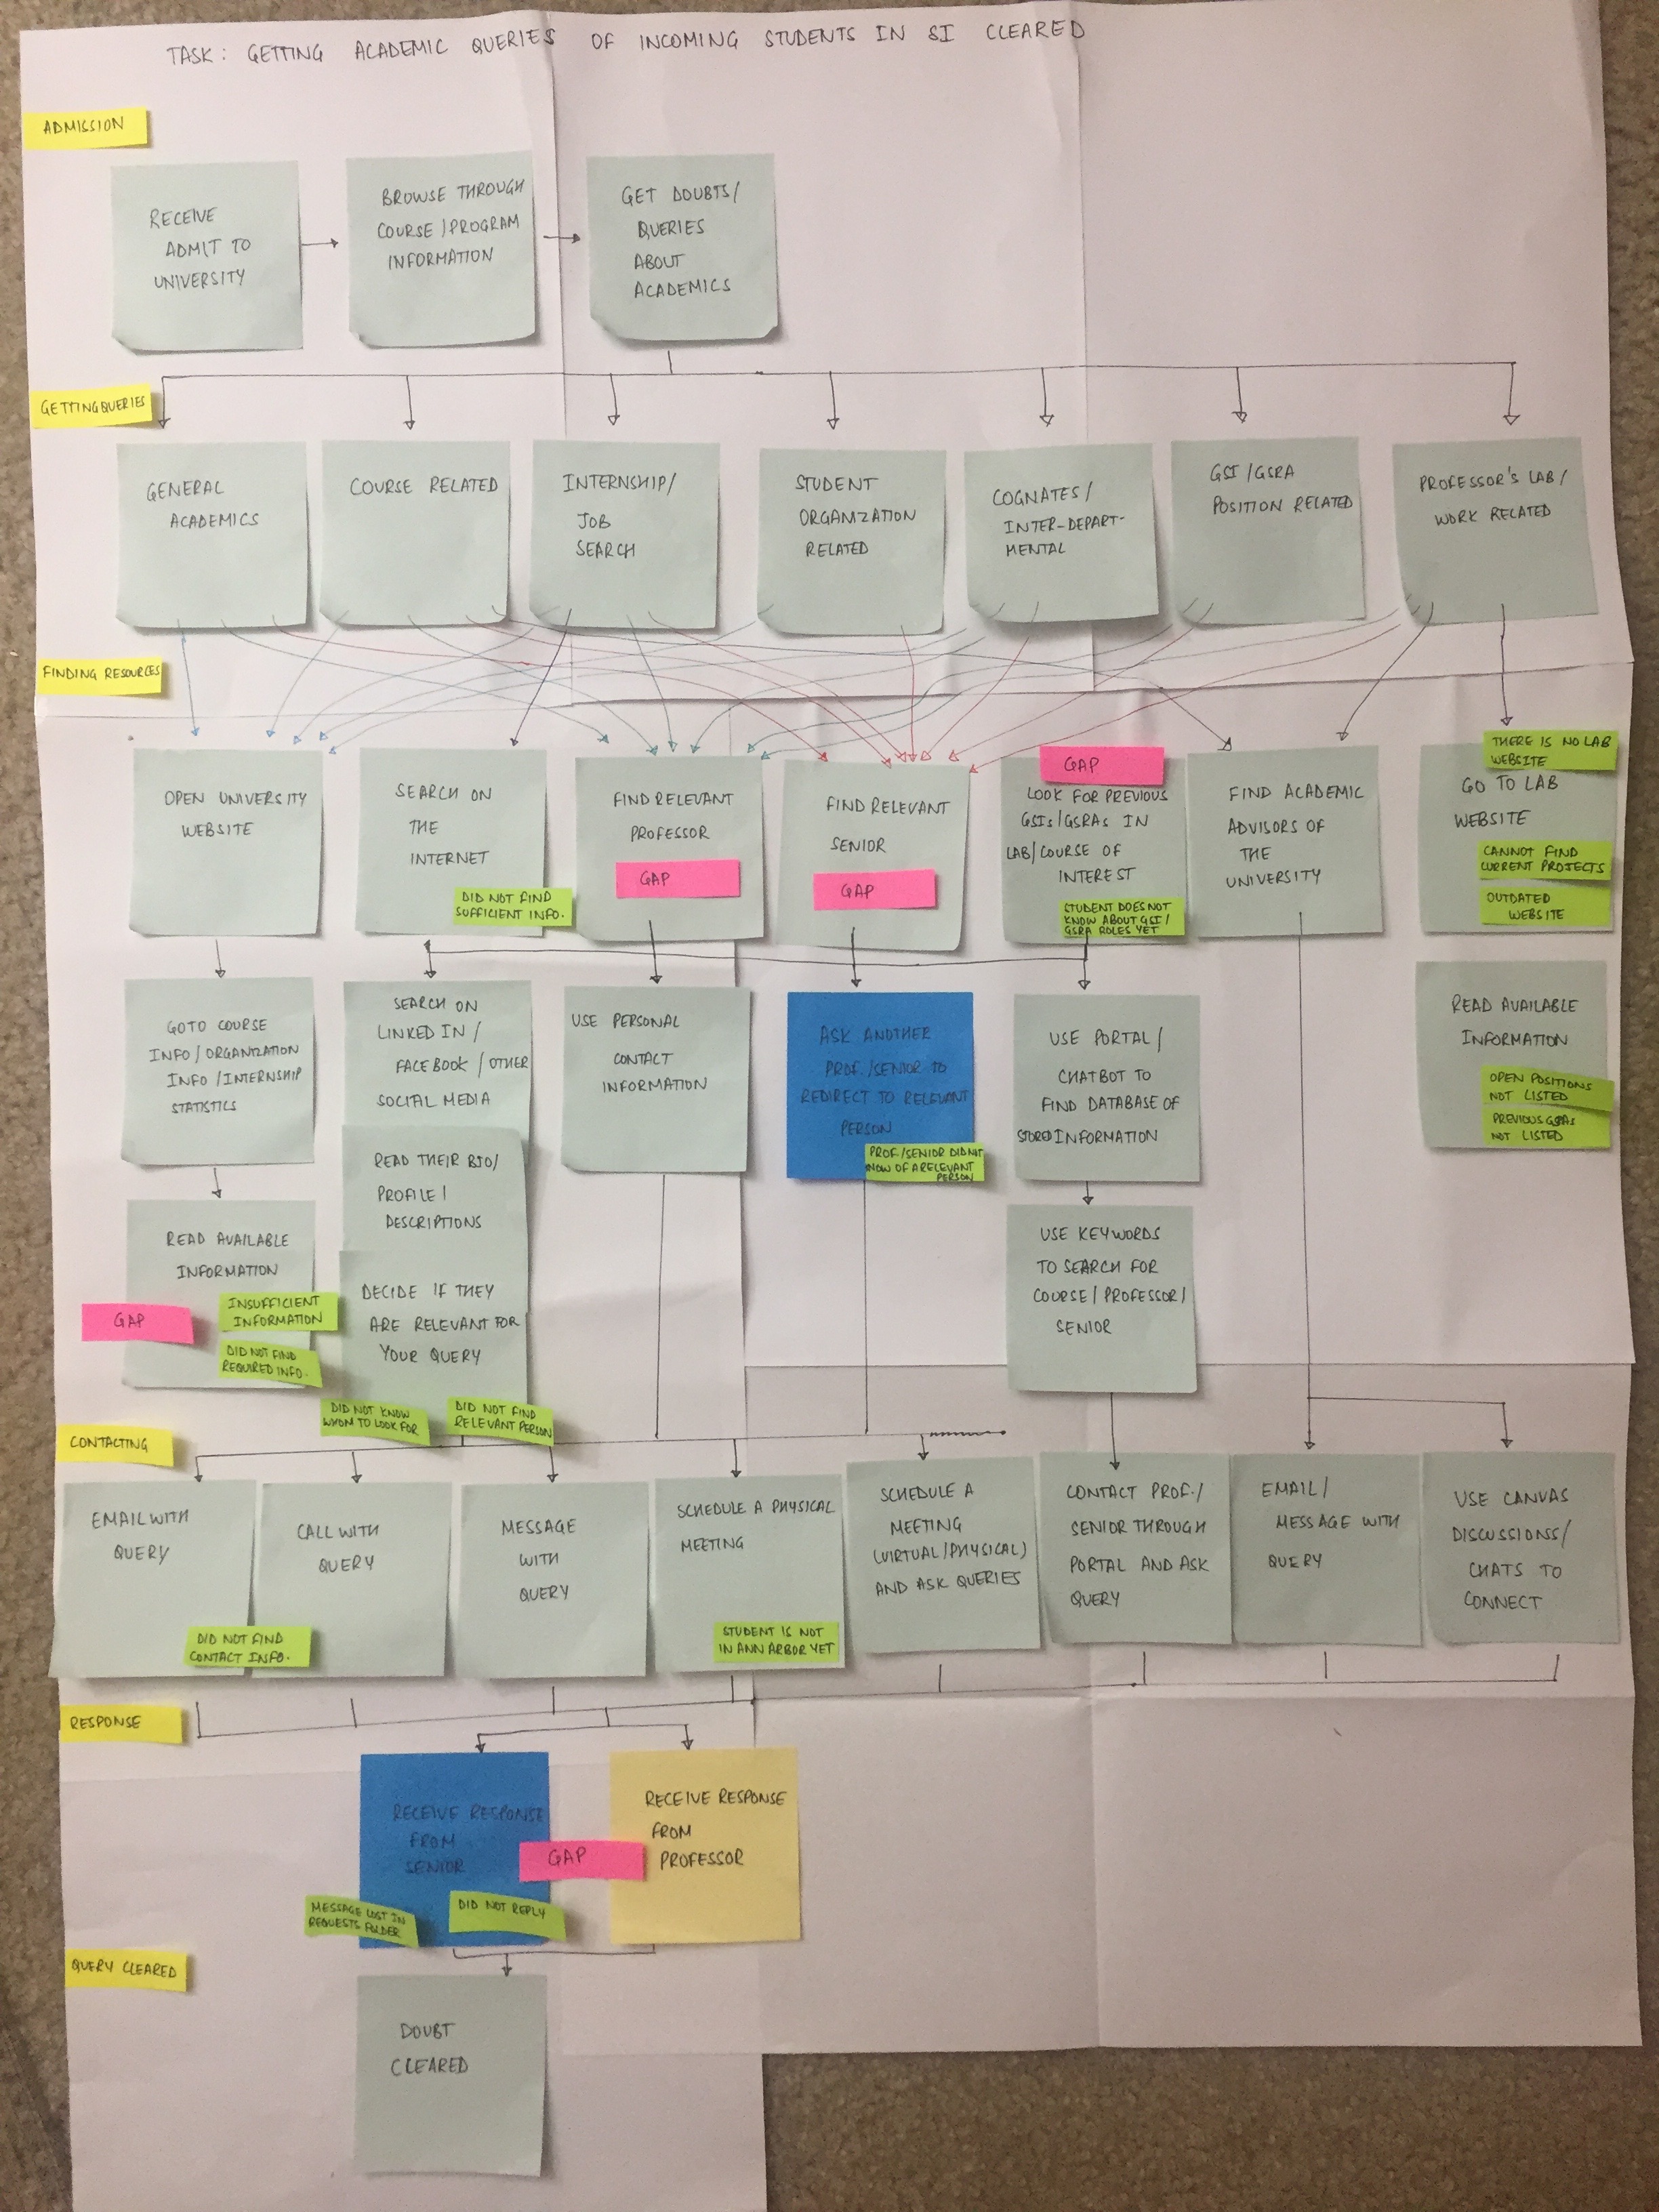 TASK: GETTING ACADEMIC QUERIES OF INCOMING STUDENTS IN SI CLEARED
ADMISSION
RECEIVE
ADMIT TO
UNIVERSITY
BROWSE THROUGH
COURSE/PROGRAM
INFORMATION
GET DOUBTS/
QUERIES
ABOUT
ACADEMICS
GETTING QUERIES
GENERAL
ACADEMICS
COURSE RELATED
INTERNSHIP/
JOB
SEARCH
STUDENT
ORGANIZATION
RELATED
COGNATES/
INTER-DEPART-
MENTAL
GSI/GSRA
POSITION RELATED
PROFESSOR'S LAB/
WORK RELATED
FINDING RESOURCES
OPEN UNIVERSITY
WEBSITE
SEARCH ON
THE
INTERNET
DID NOT FIND
SUFFICIENT INFO.
FIND RELEVANT
PROFESSOR
GAP
FIND RELEVANT
SENIOR
GAP
GAP
LOOK FOR PREVIOUS
GSIs/GSRAs IN
LAB/COURSE OF
INTEREST
STUDENT DOES NOT
KNOW ABOUT GSI/
GSRA ROLES YET
FIND ACADEMIC
ADVISORS OF
THE
UNIVERSITY
THERE IS NO LAB
WEBSITE
GO TO LAB
WEBSITE
CANNOT FIND
CURRENT PROJECTS
OUTDATED
WEBSITE
GOTO COURSE
INFO/ORGANIZATION
INFO/INTERNSHIP
STATISTICS
SEARCH ON
LINKED IN/
FACEBOOK/OTHER
SOCIAL MEDIA
USE PERSONAL
CONTACT
INFORMATION
ASK ANOTHER
PROF./SENIOR TO
REDIRECT TO RELEVANT
PERSON
PROF./SENIOR DID NOT
NOW OF A RELEVANT
PERSON
USE PORTAL/
CHATBOT TO
FIND DATABASE OF
STORED INFORMATION
READ AVAILABLE
INFORMATION
OPEN POSITIONS
NOT LISTED
PREVIOUS GSRAs
NOT LISTED
READ AVAILABLE
INFORMATION
GAP
INSUFFICIENT
INFORMATION
DID NOT FIND
REQUIRED INFO.
READ THEIR BIO/
PROFILE/
DESCRIPTIONS
DECIDE IF THEY
ARE RELEVANT FOR
YOUR QUERY
DID NOT KNOW
WHOM TO LOOK FOR
DID NOT FIND
RELEVANT PERSON
USE KEYWORDS
TO SEARCH FOR
COURSE/PROFESSOR/
SENIOR
CONTACTING
EMAIL WITH
QUERY
DID NOT FIND
CONTACT INFO.
CALL WITH
QUERY
MESSAGE
WITH
QUERY
SCHEDULE A PHYSICAL
MEETING
STUDENT IS NOT
IN ANN ARBOR YET
SCHEDULE A
MEETING
(VIRTUAL/PHYSICAL)
AND ASK QUERIES
CONTACT PROF./
SENIOR THROUGH
PORTAL AND ASK
QUERY
EMAIL/
MESSAGE WITH
QUERY
USE CANVAS
DISCUSSIONS/
CHATS TO
CONNECT
RESPONSE
RECEIVE RESPONSE
FROM
SENIOR
GAP
MESSAGE LOST IN
REQUESTS FOLDER
DID NOT REPLY
RECEIVE RESPONSE
FROM
PROFESSOR
QUERY CLEARED
DOUBT
CLEARED